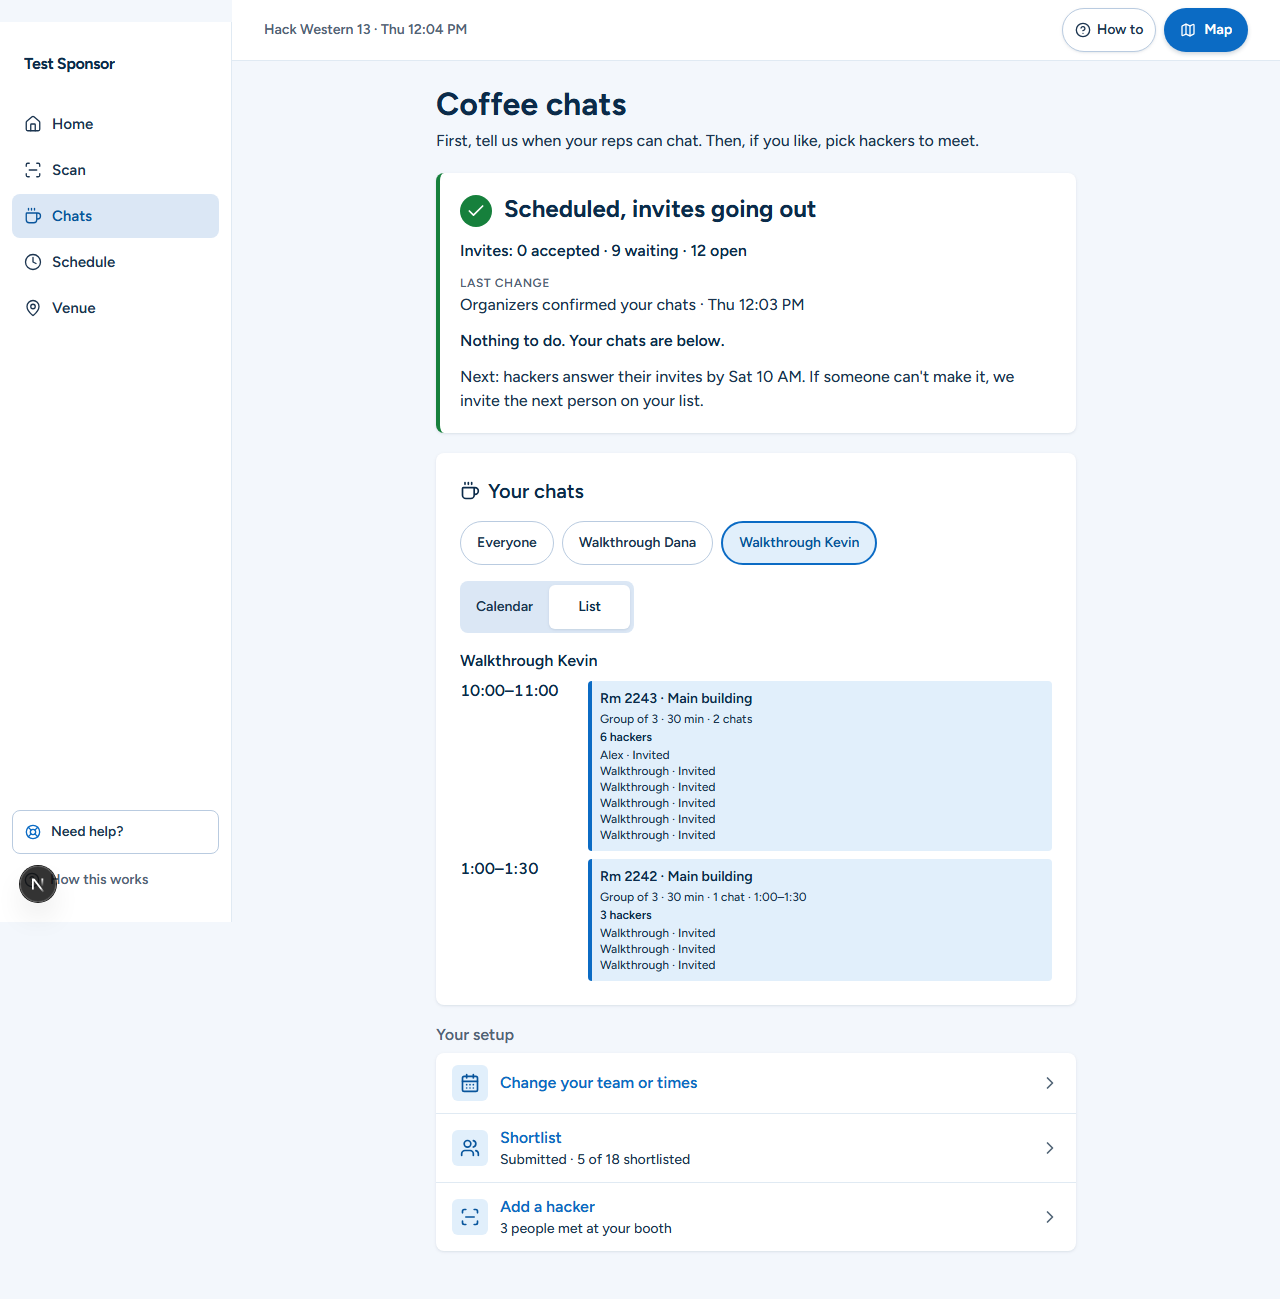 Hack Western 13 · Thu 12:04 PM
How to
Map
Test Sponsor
Home
Scan
Chats
Schedule
Venue
Need help?
How this works
N
Coffee chats
First, tell us when your reps can chat. Then, if you like, pick hackers to meet.
Scheduled, invites going out
Invites: 0 accepted · 9 waiting · 12 open
LAST CHANGE
Organizers confirmed your chats · Thu 12:03 PM
Nothing to do. Your chats are below.
Next: hackers answer their invites by Sat 10 AM. If someone can't make it, we
invite the next person on your list.
Your chats
Everyone
Walkthrough Dana
Walkthrough Kevin
Calendar
List
Walkthrough Kevin
10:00–11:00
Rm 2243 · Main building
Group of 3 · 30 min · 2 chats
6 hackers
Alex · Invited
Walkthrough · Invited
Walkthrough · Invited
Walkthrough · Invited
Walkthrough · Invited
Walkthrough · Invited
1:00–1:30
Rm 2242 · Main building
Group of 3 · 30 min · 1 chat · 1:00–1:30
3 hackers
Walkthrough · Invited
Walkthrough · Invited
Walkthrough · Invited
Your setup
Change your team or times
Shortlist
Submitted · 5 of 18 shortlisted
Add a hacker
3 people met at your booth